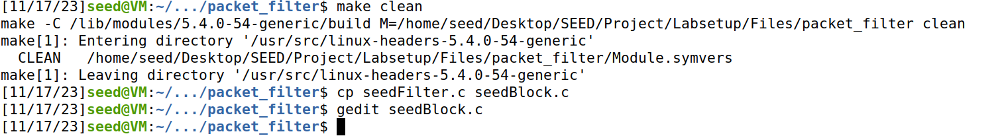 [11/17/23]seed@VM:~/.../packet_filter$ make clean
make -C /lib/modules/5.4.0-54-generic/build M=/home/seed/Desktop/SEED/Project/Labsetup/Files/packet_filter clean
make[1]: Entering directory '/usr/src/linux-headers-5.4.0-54-generic'
  CLEAN   /home/seed/Desktop/SEED/Project/Labsetup/Files/packet_filter/Module.symvers
make[1]: Leaving directory '/usr/src/linux-headers-5.4.0-54-generic'
[11/17/23]seed@VM:~/.../packet_filter$ cp seedFilter.c seedBlock.c
[11/17/23]seed@VM:~/.../packet_filter$ gedit seedBlock.c
[11/17/23]seed@VM:~/.../packet_filter$